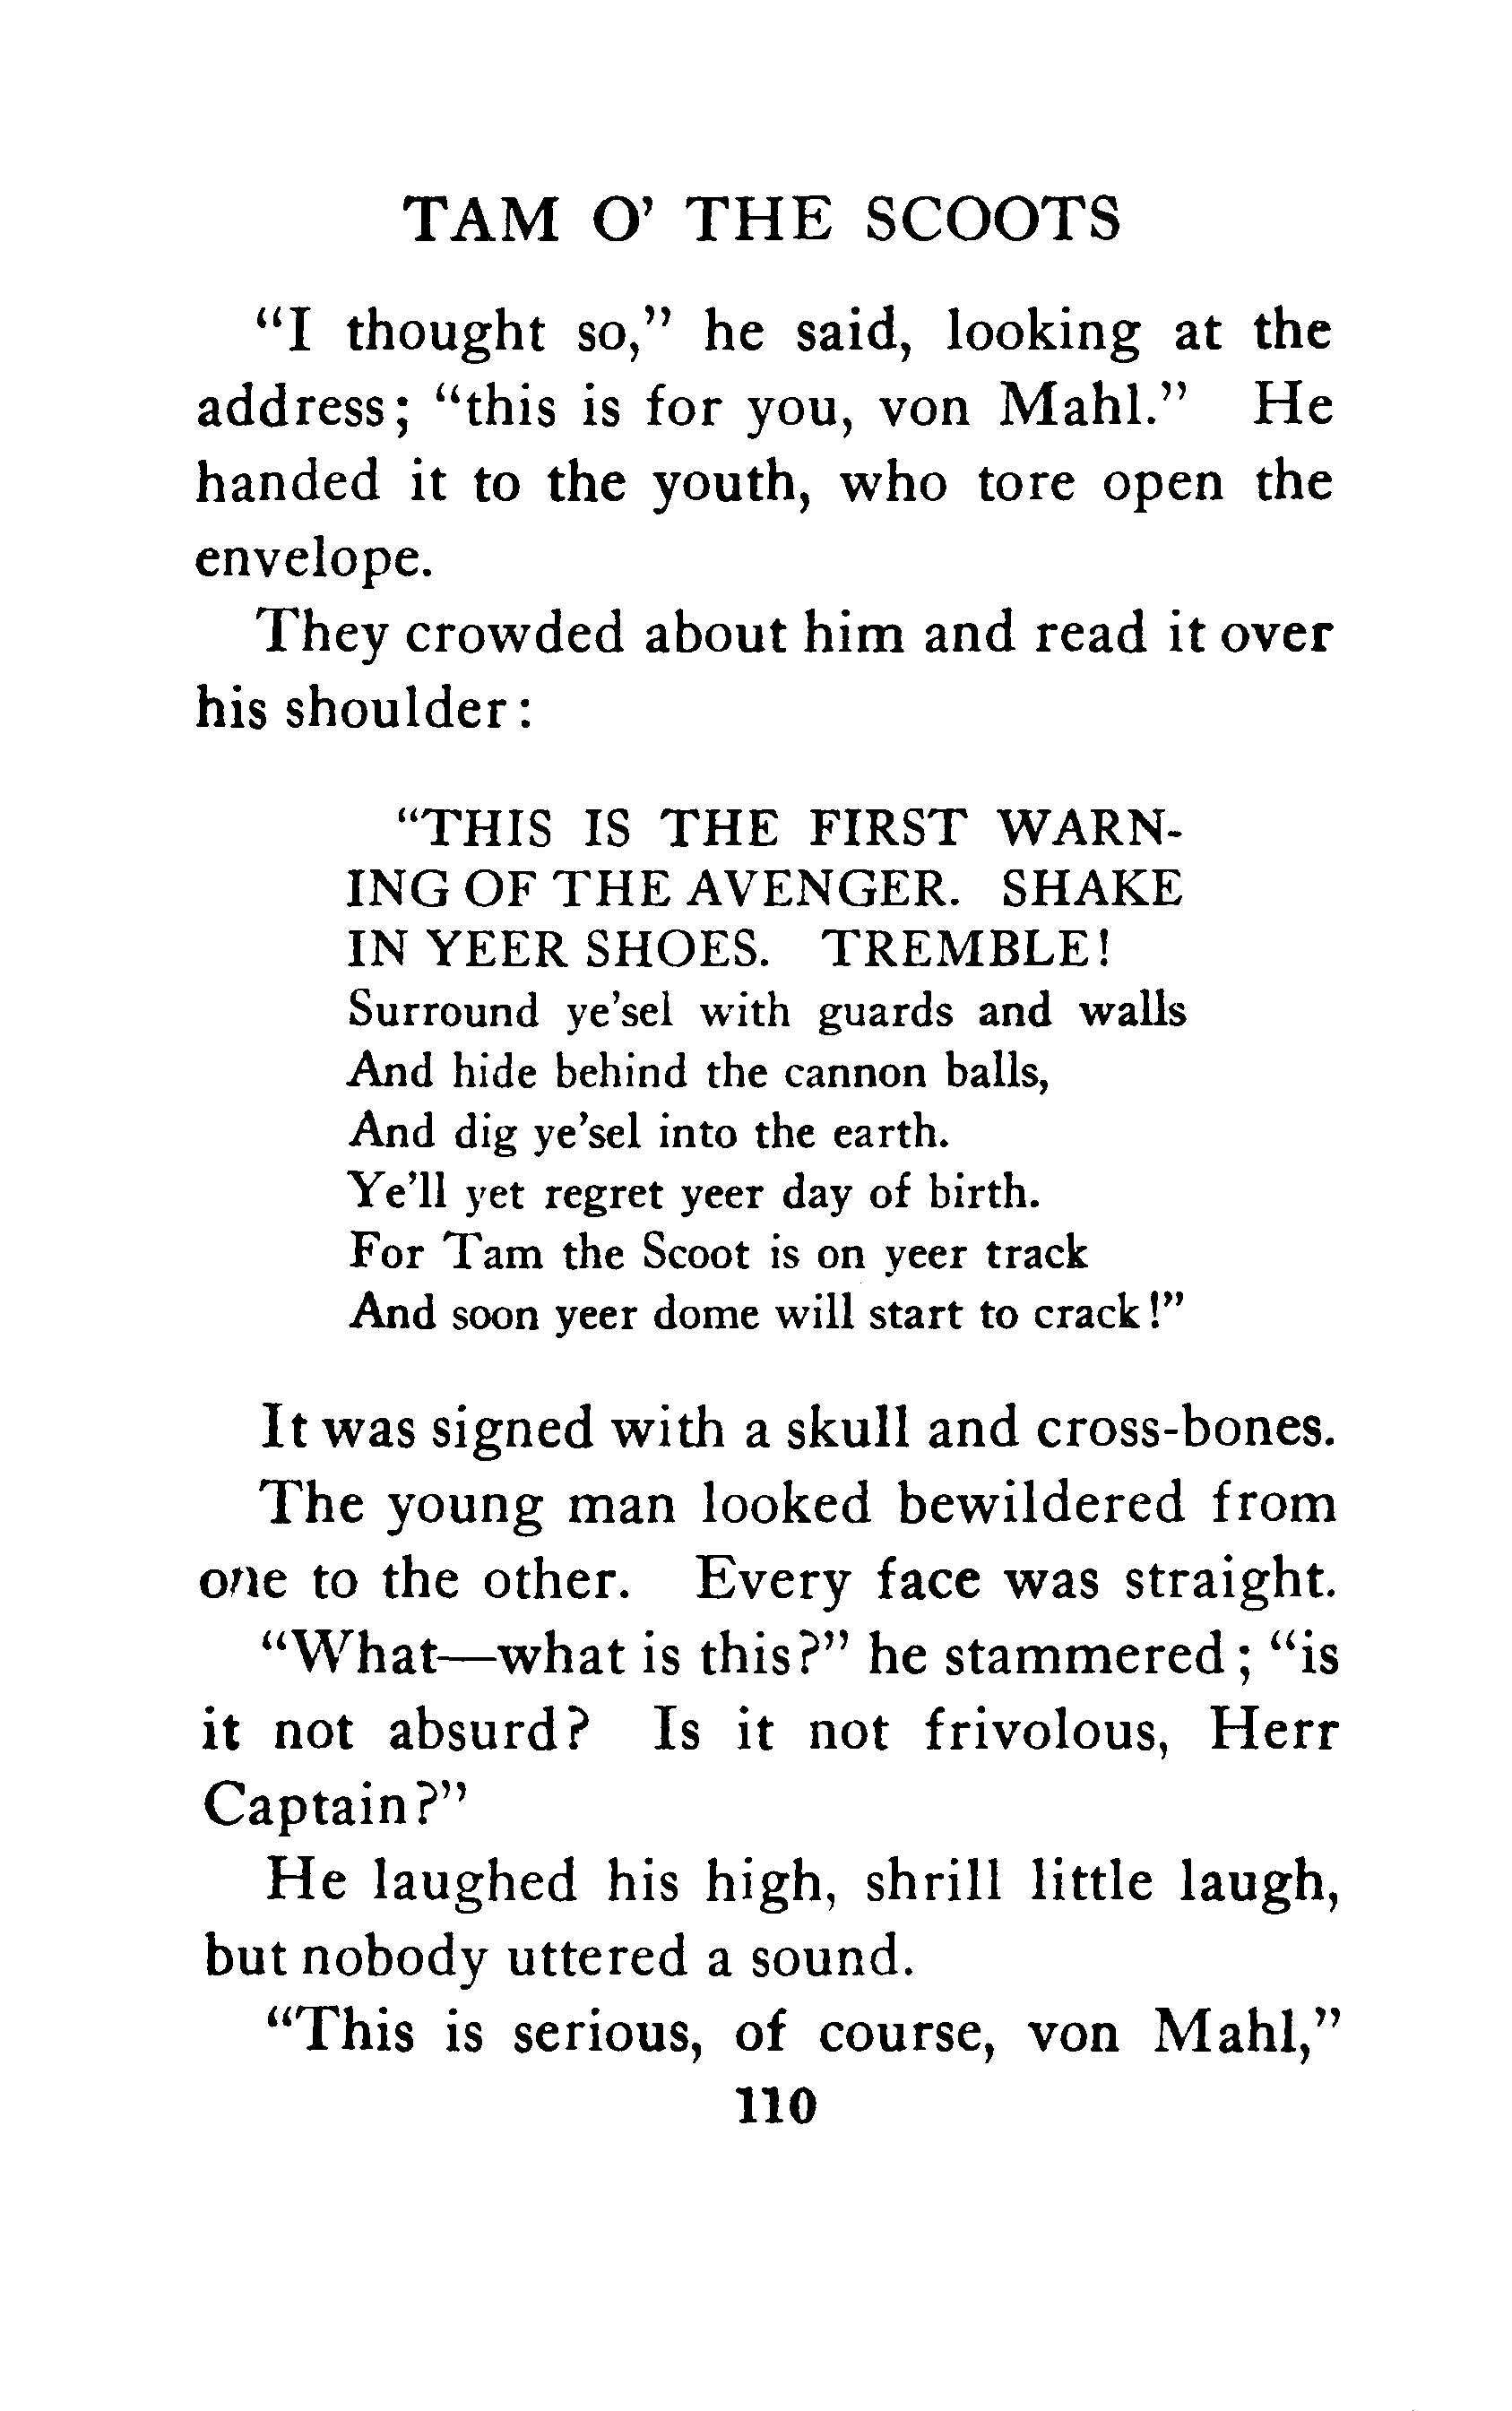 TAM O' THE SCOOTS
"I thought so," he said, looking at the
address; "this is for you, von Mahl." He
handed it to the youth, who tore open the
envelope.
They crowded about him and read it over
his shoulder:
"THIS IS THE FIRST WARN-
ING OF THE AVENGER. SHAKE
IN YEER SHOES. TREMBLE!
Surround ye'sel with guards and walls
And hide behind the cannon balls,
And dig ye'sel into the earth.
Ye'll yet regret yeer day of birth.
For Tam the Scoot is on yeer track
And soon yeer dome will start to crack!"
It was signed with a skull and cross-bones.
The young man looked bewildered from
one to the other. Every face was straight.
"What—what is this?" he stammered; "is
it not absurd? Is it not frivolous, Herr
Captain?"
He laughed his high, shrill little laugh,
but nobody uttered a sound.
"This is serious, of course, von Mahl,"
110